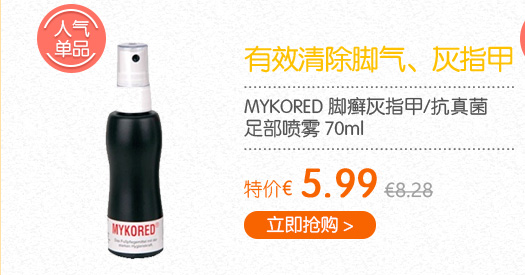 人气
单品
有效清除脚气、灰指甲
MYKORED 脚癣灰指甲/抗真菌
足部喷雾 70ml
特价€ 5.99 €8.28
立即抢购 >
MYKORED®